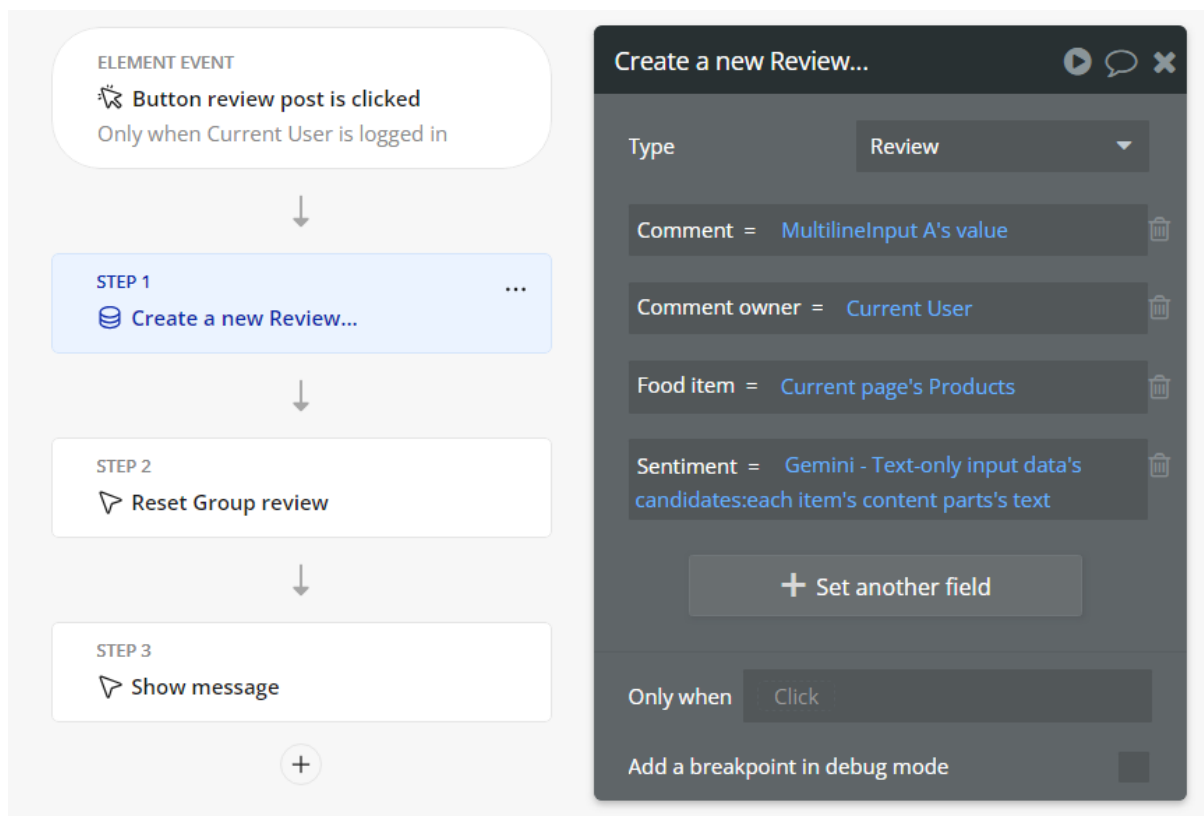 ELEMENT EVENT
Button review post is clicked
Only when Current User is logged in
STEP 1
...
Create a new Review...
STEP 2
Reset Group review
STEP 3
Show message
Create a new Review...
Type
Review
Comment = MultilineInput A's value
Comment owner = Current User
Food item = Current page's Products
Sentiment = Gemini - Text-only input data's
candidates:each item's content parts's text
Set another field
Only when Click
Add a breakpoint in debug mode